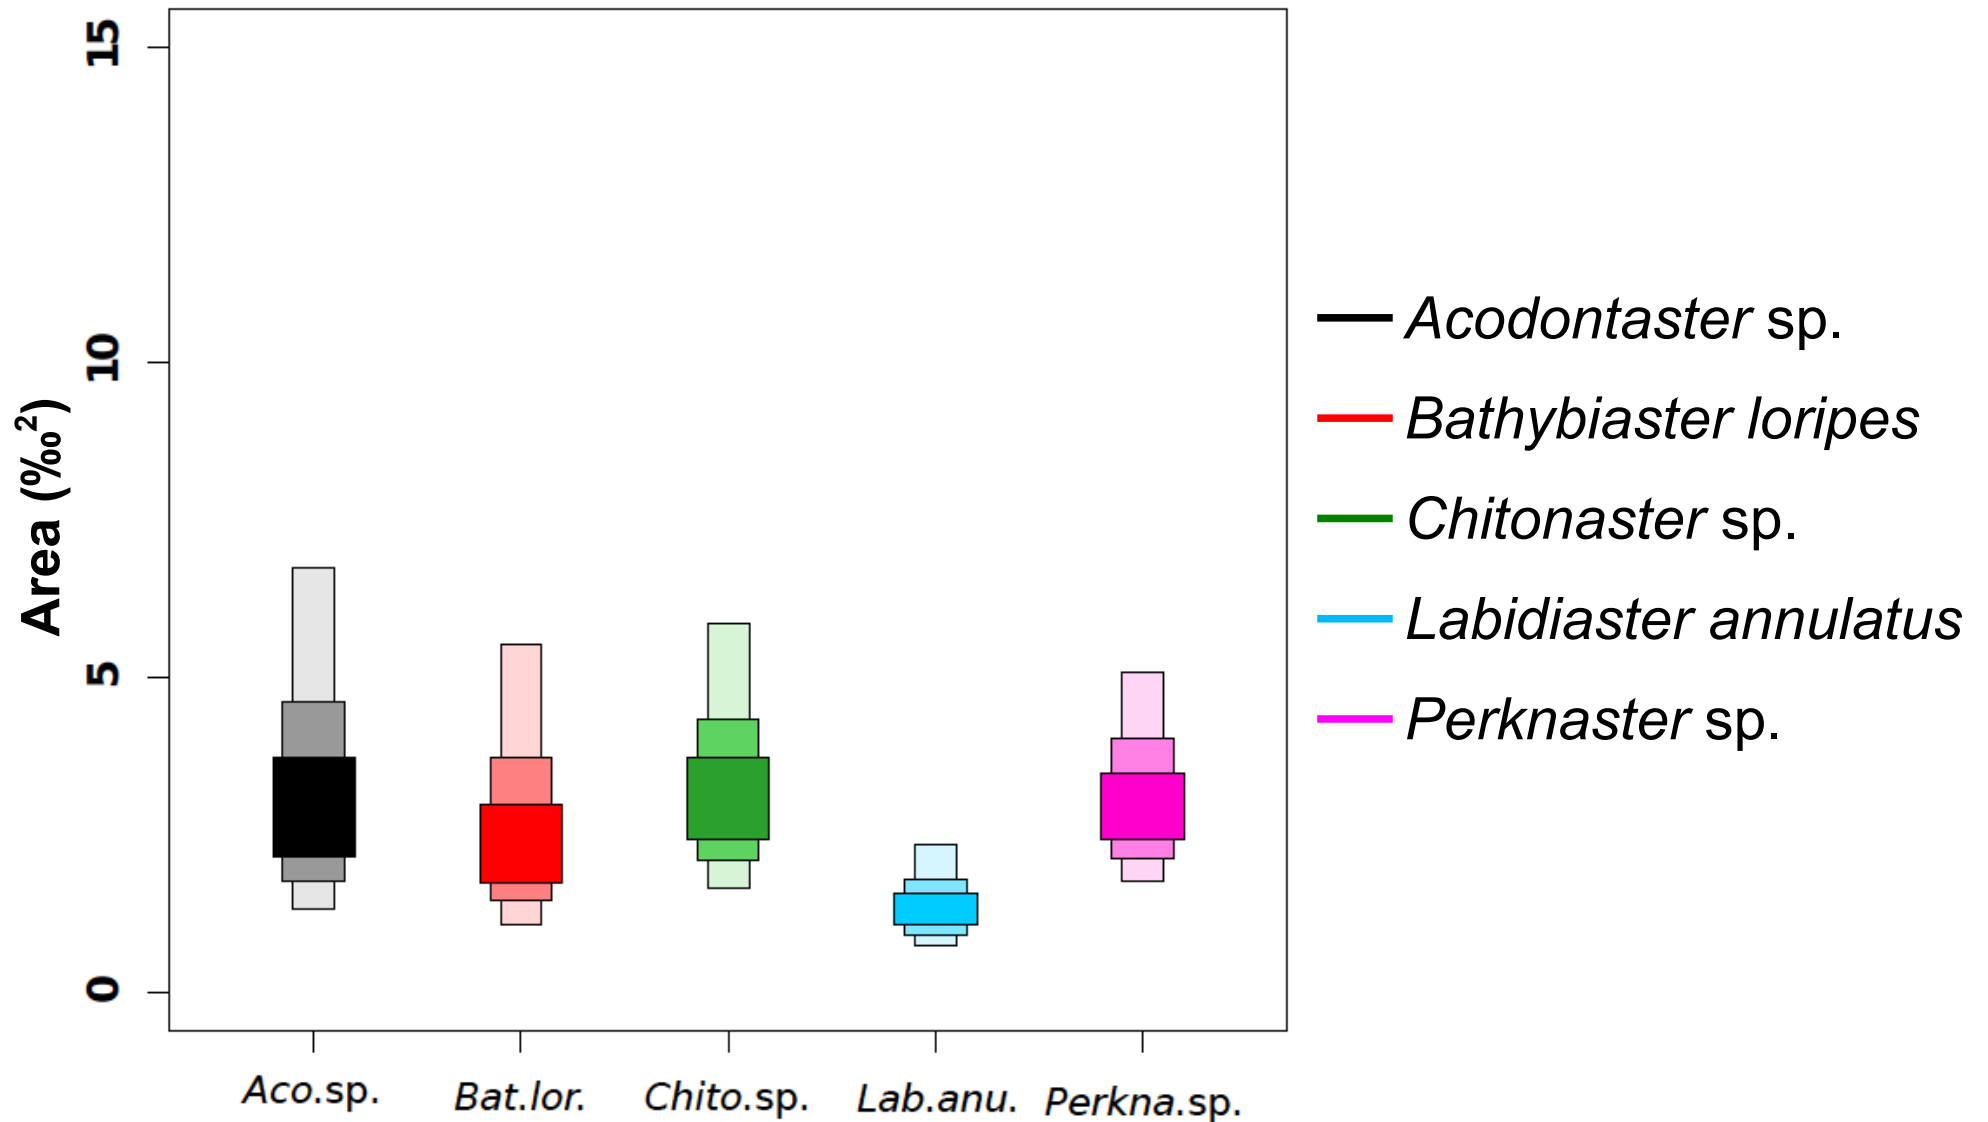 15
10
5
0
Area (‰²)
Aco.sp.
Bat.lor.
Chito.sp.
Lab.anu.
Perkna.sp.
Acodontaster sp.
Bathybiaster loripes
Chitonaster sp.
Labidiaster annulatus
Perknaster sp.